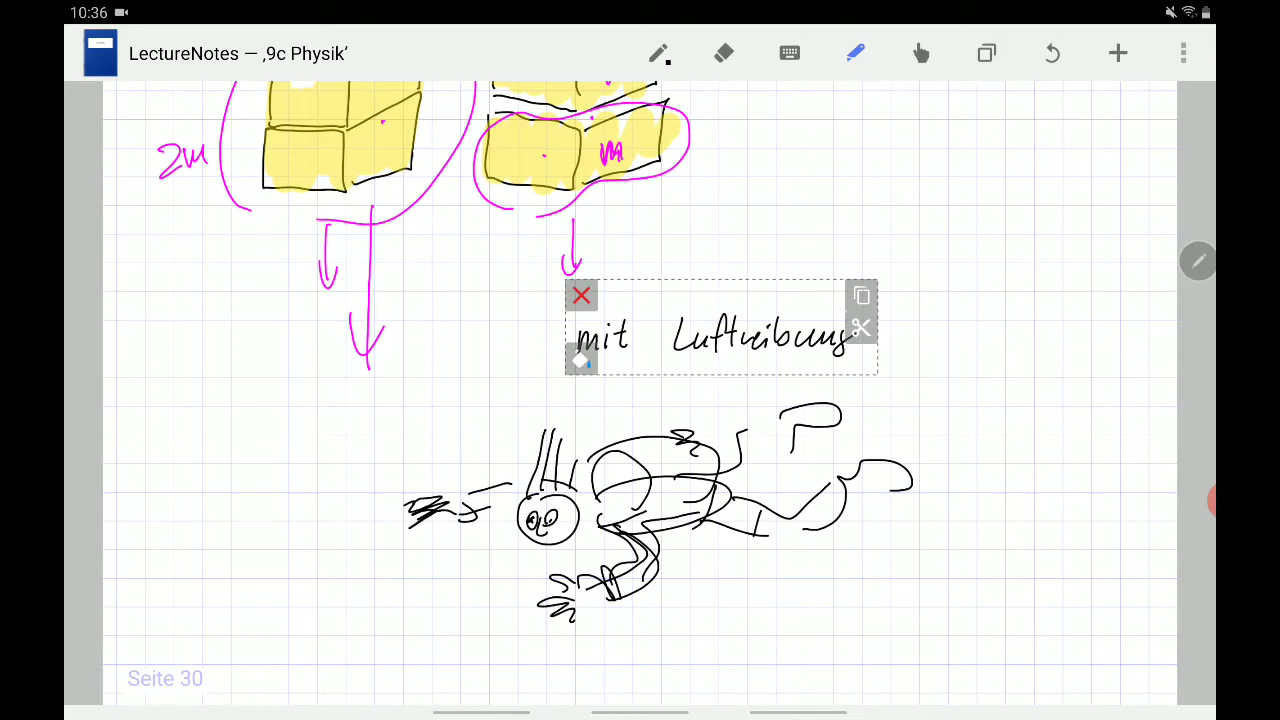 10:36
LectureNotes — ‚9c Physik’
2m
m
mit Luftreibung
Seite 30